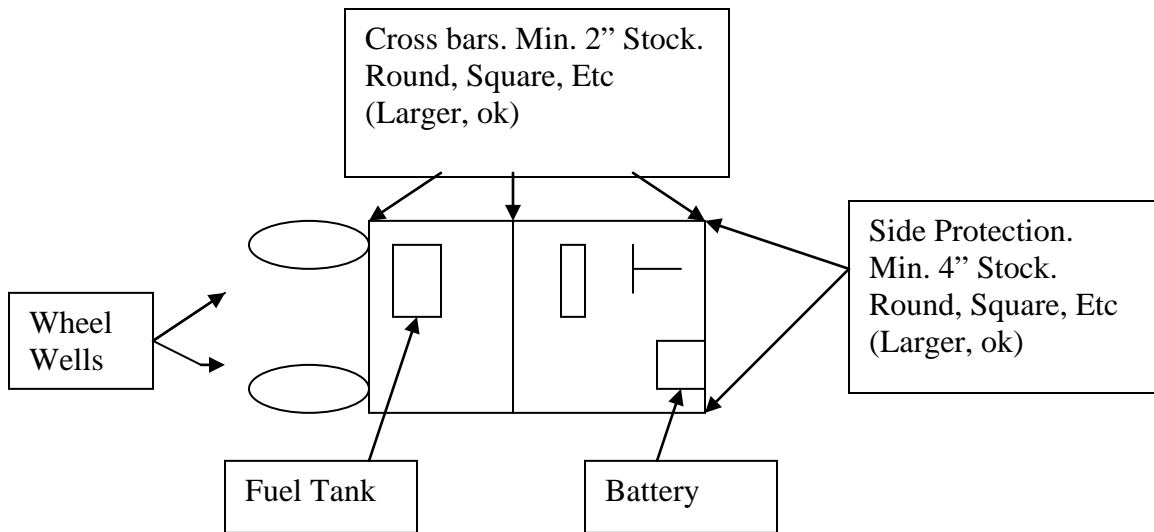 Cross bars. Min. 2” Stock.
Round, Square, Etc
(Larger, ok)
Side Protection.
Min. 4” Stock.
Round, Square, Etc
(Larger, ok)
Wheel
Wells
Fuel Tank
Battery